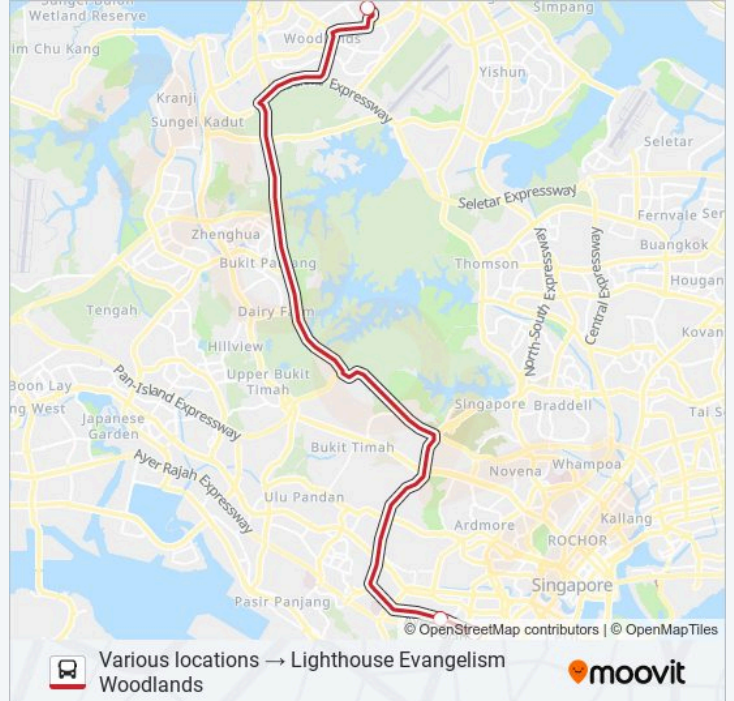 Wetland Reserve
Simpang
im Chu Kang
Yishun
Kranji
Expressway
Sungei Kadut
Seletar
Seletar Expressway
Fernvale Ser
Zhenghua
Buangkok
Bukit Panjang
Thomson
North-South Expressway
Central Expressway
Hougan
Tengah
Dairy Farm
Kovan
Hillview
Upper Bukit
Timah
Boon Lay
Pan-Island Expressway
ng West
Singapore Braddell
Tai S
Japanese
Garden
Bukit Timah
Whampoa
Novena
Ayer Rajah Expressway
Ulu Pandan
Kallang
Ardmore
ROCHOR
Singapore
Pasir Panjang
© OpenStreetMap contributors | © OpenMapTiles
Various locations → Lighthouse Evangelism
Woodlands
moovit